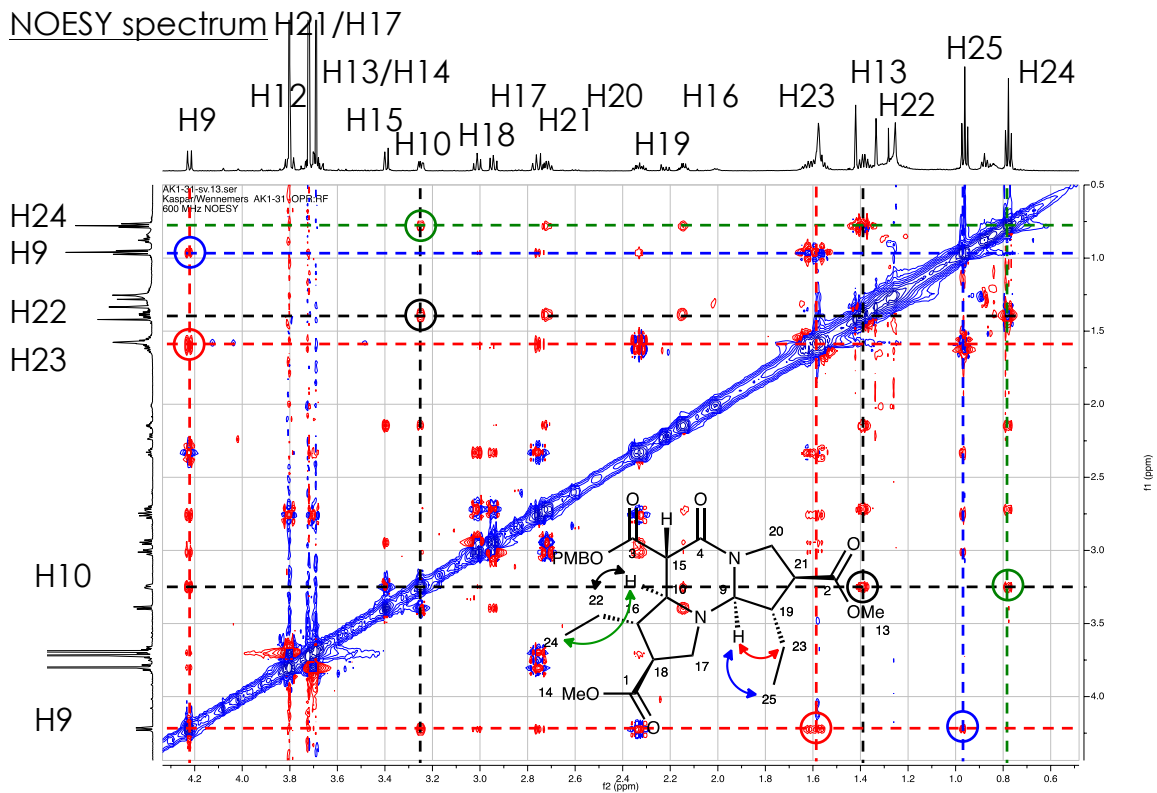 NOESY spectrum
H21/H17
H13/H14
H25
H13
H24
H12
H17
H20
H16
H23
H22
H9
H15
H21
H10
H18
H19
AK1-31-sv.13.ser
Kaspar/Wennemers AK1-31-OPR.RF
600 MHz NOESY
H24
H9
H22
H23
H10
H9
0.5
1.0
1.5
2.0
2.5
3.0
3.5
4.0
f1 (ppm)
O
H
O
20
O
PMBO
3
15
4
N
21
H
10
9
2
OMe
22
16
N
19
13
24
H
23
17
1
18
25
14 MeO
O
4.2 4.0 3.8 3.6 3.4 3.2 3.0 2.8 2.6 2.4 2.2 2.0 1.8 1.6 1.4 1.2 1.0 0.8 0.6
f2 (ppm)